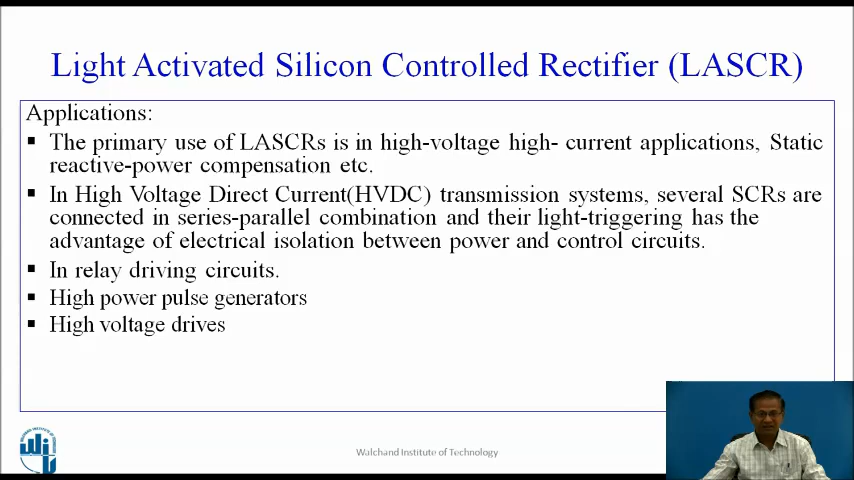 Light Activated Silicon Controlled Rectifier (LASCR)
Applications:
▪ The primary use of LASCRs is in high-voltage high- current applications, Static
reactive-power compensation etc.
▪ In High Voltage Direct Current(HVDC) transmission systems, several SCRs are
connected in series-parallel combination and their light-triggering has the
advantage of electrical isolation between power and control circuits.
▪ In relay driving circuits.
▪ High power pulse generators
▪ High voltage drives
Walchand Institute of Technology